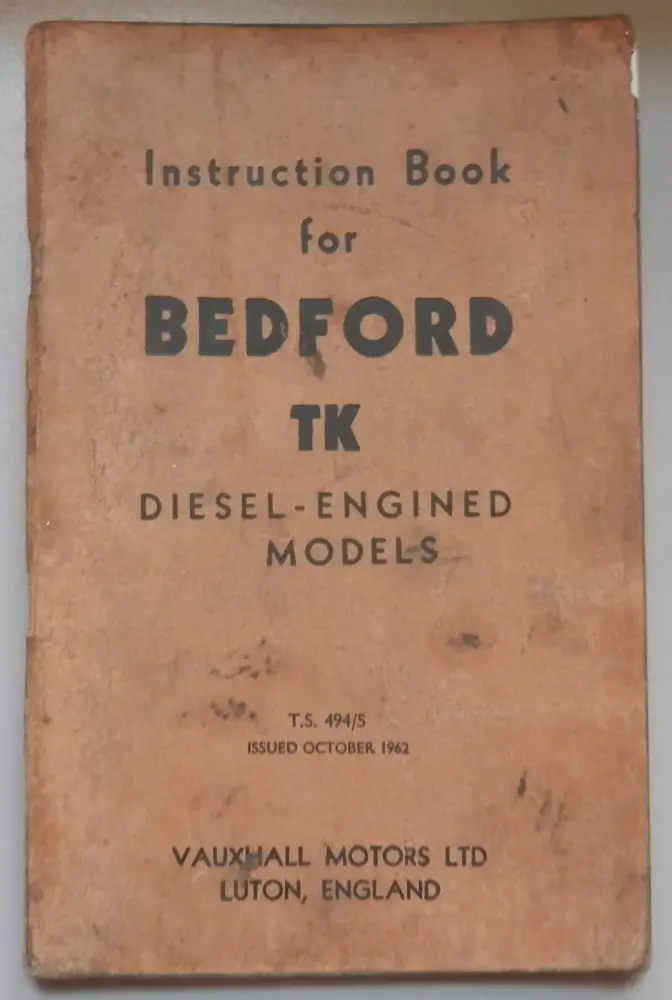 Instruction Book
for
BEDFORD
TK
DIESEL-ENGINED
MODELS
T.S. 494/5
ISSUED OCTOBER 1962
VAUXHALL MOTORS LTD
LUTON, ENGLAND